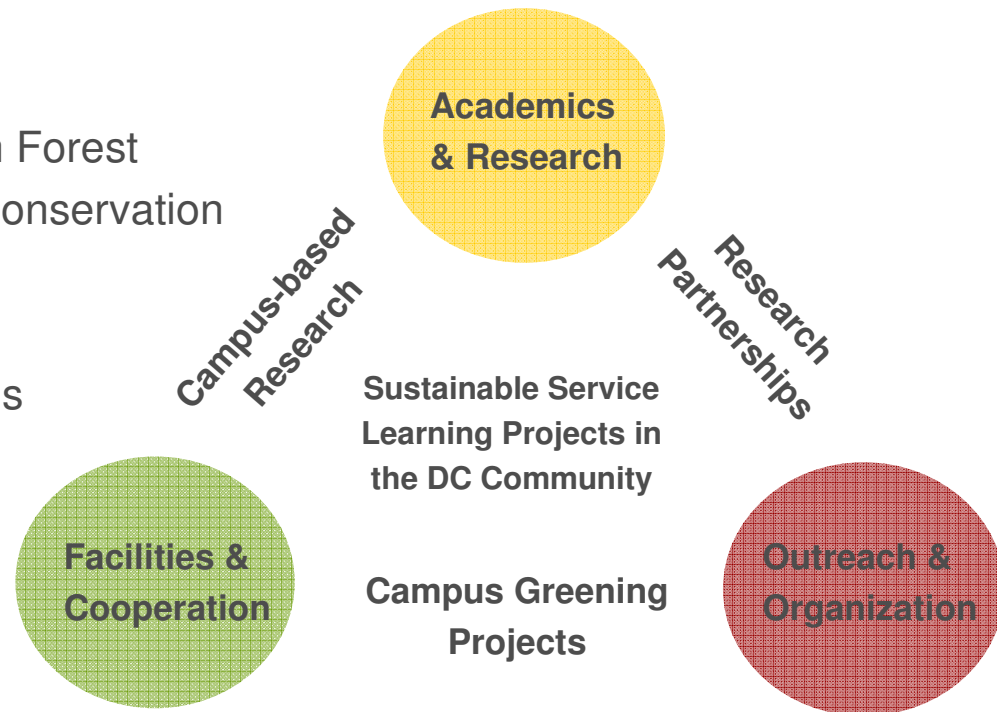 Academics
& Research
Forest
onservation
s
Campus-based
Research
Research
Partnerships
Sustainable Service
Learning Projects in
the DC Community
Facilities &
Cooperation
Campus Greening
Projects
Outreach &
Organization